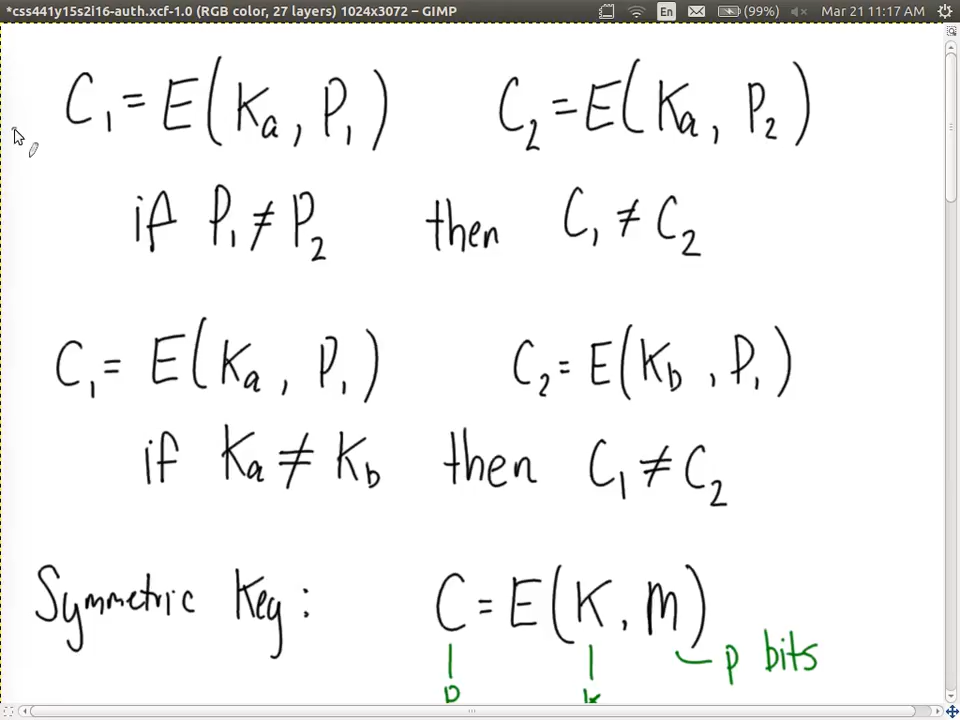 *css441y15s2i16-auth.xcf-1.0 (RGB color, 27 layers) 1024x3072 – GIMP En (99%) Mar 21 11:17 AM
C₁ = E(Ka, P₁) C₂ = E(Ka, P₂)
if P₁ ≠ P₂ then C₁ ≠ C₂
C₁ = E(Ka, P₁) C₂ = E(Kb, P₁)
if Ka ≠ Kb then C₁ ≠ C₂
Symmetric Key: C = E(K, M)
p bits